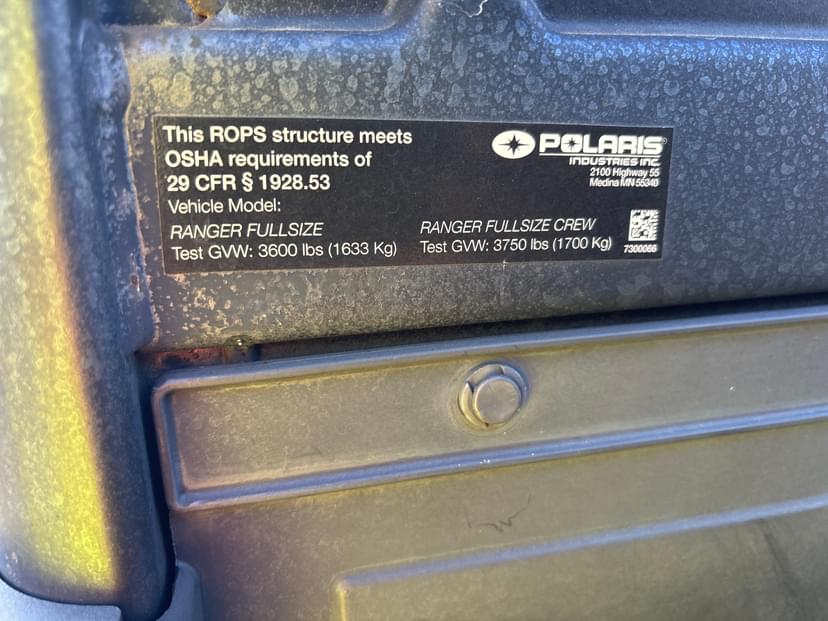 This ROPS structure meets
OSHA requirements of
29 CFR § 1928.53
Vehicle Model:
RANGER FULLSIZE
Test GVW: 3600 lbs (1633 Kg)
POLARIS®
INDUSTRIES INC.
2100 Highway 55
Medina MN 55340
RANGER FULLSIZE CREW
Test GVW: 3750 lbs (1700 Kg)
7300066